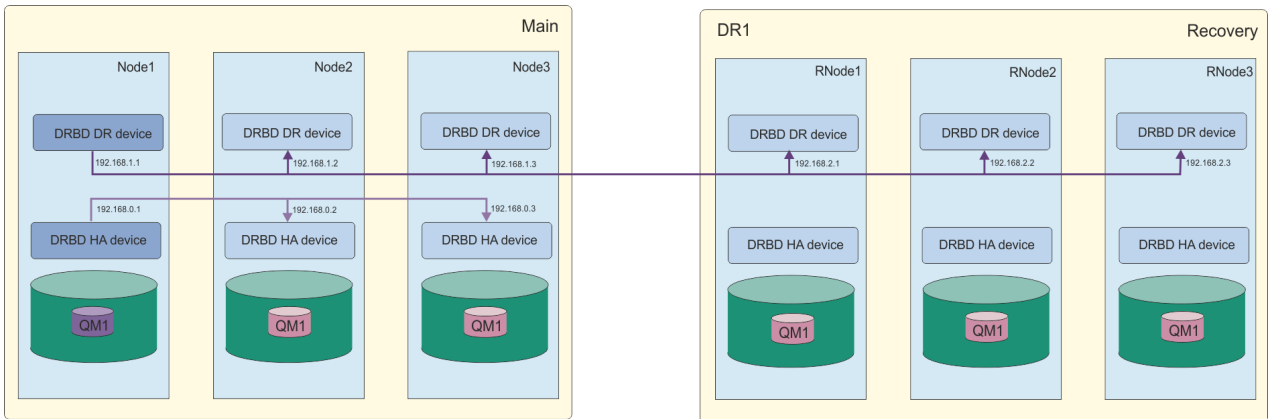 Main
Node1
Node2
Node3
DRBD DR device
DRBD DR device
DRBD DR device
192.168.1.1
192.168.1.2
192.168.1.3
192.168.0.1
192.168.0.2
192.168.0.3
DRBD HA device
DRBD HA device
DRBD HA device
QM1
QM1
QM1
DR1
Recovery
RNode1
RNode2
RNode3
DRBD DR device
DRBD DR device
DRBD DR device
192.168.2.1
192.168.2.2
192.168.2.3
DRBD HA device
DRBD HA device
DRBD HA device
QM1
QM1
QM1